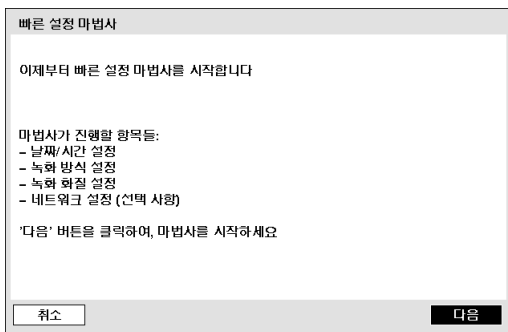 빠른 설정 마법사
이제부터 빠른 설정 마법사를 시작합니다
마법사가 진행할 항목들:
– 날짜/시간 설정
– 녹화 방식 설정
– 녹화 화질 설정
– 네트워크 설정 (선택 사항)
'다음' 버튼을 클릭하여, 마법사를 시작하세요
취소
다음